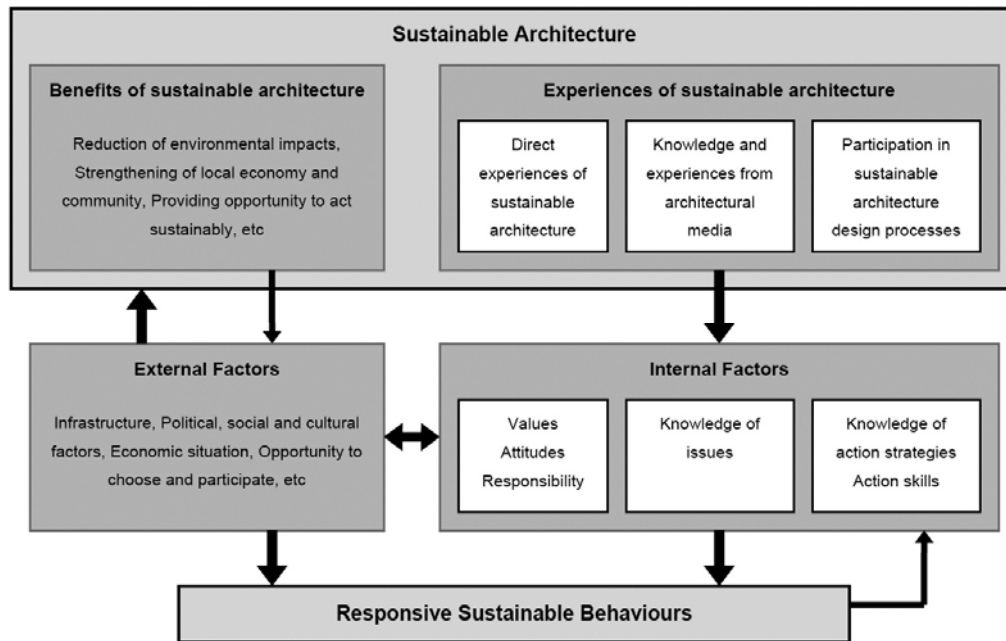 Sustainable Architecture
Benefits of sustainable architecture
Reduction of environmental impacts,
Strengthening of local economy and
community, Providing opportunity to act
sustainably, etc
Experiences of sustainable architecture
Direct
experiences of
sustainable
architecture
Knowledge and
experiences from
architectural
media
Participation in
sustainable
architecture
design processes
External Factors
Infrastructure, Political, social and cultural
factors, Economic situation, Opportunity to
choose and participate, etc
Internal Factors
Values
Attitudes
Responsibility
Knowledge of
issues
Knowledge of
action strategies
Action skills
Responsive Sustainable Behaviours